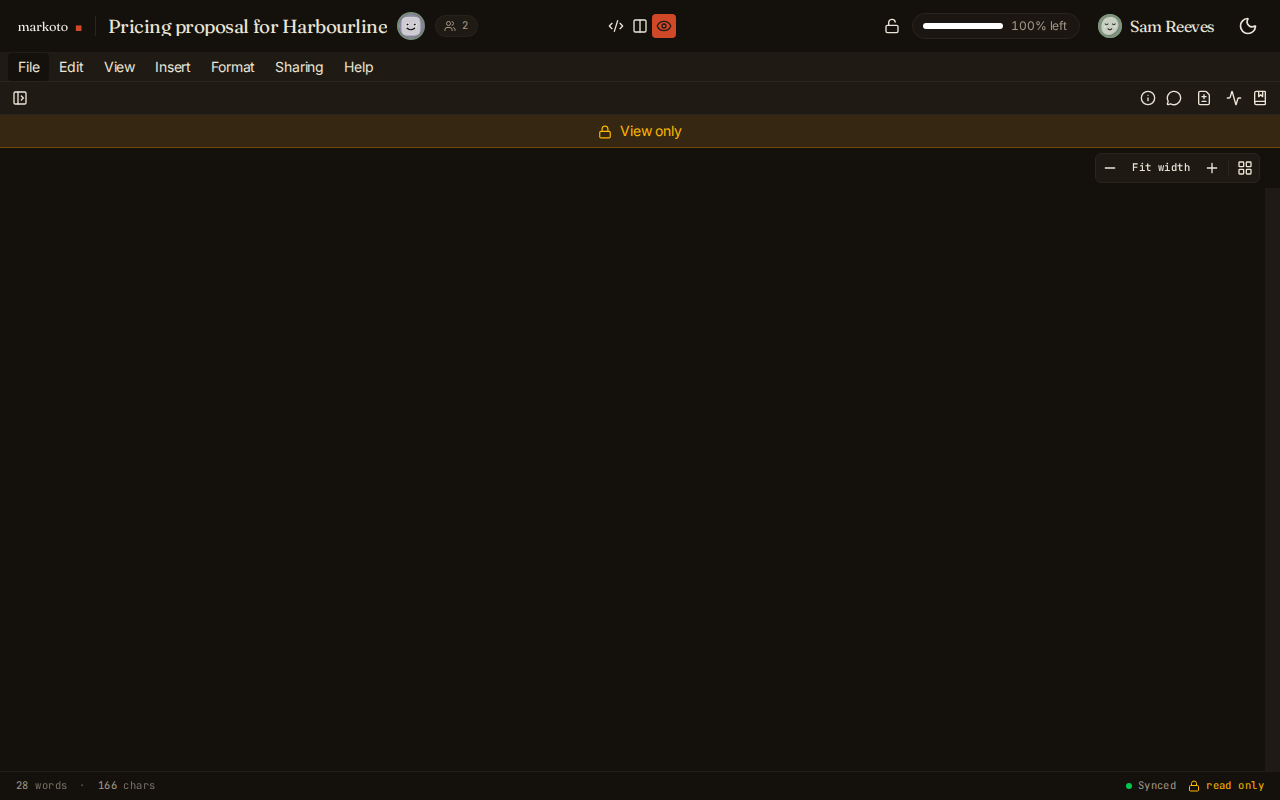 markoto Pricing proposal for Harbourline 2 100% left Sam Reeves
File Edit View Insert Format Sharing Help
View only
Fit width
28 words · 166 chars Synced read only